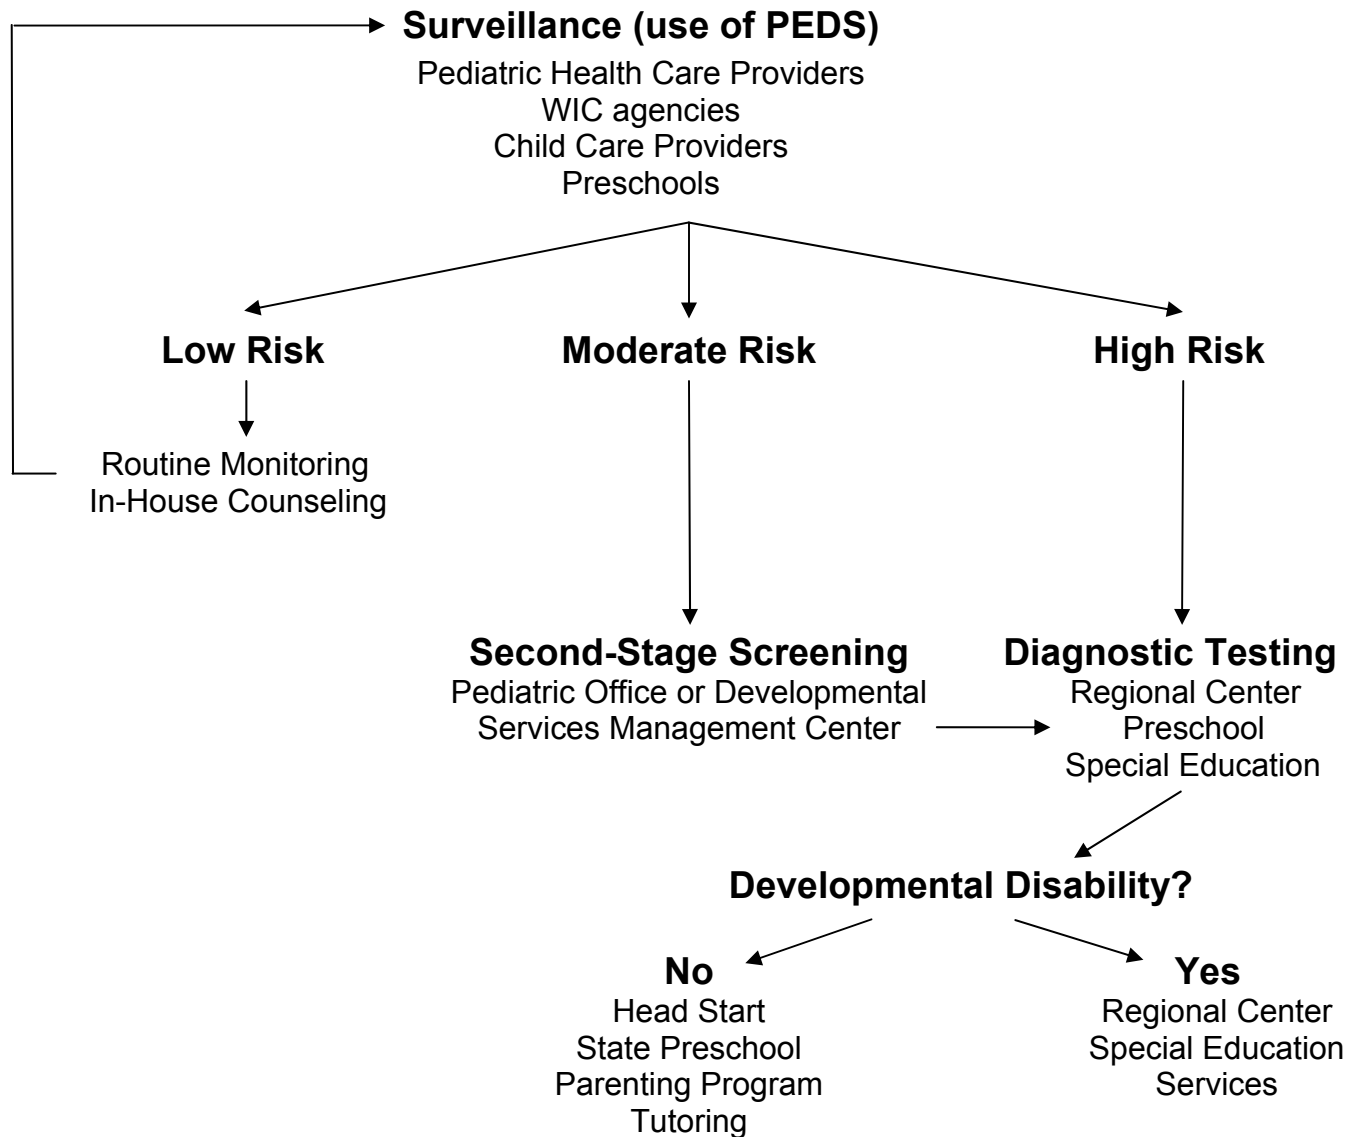 Surveillance (use of PEDS)
Pediatric Health Care Providers
WIC agencies
Child Care Providers
Preschools
Low Risk
Moderate Risk
High Risk
Routine Monitoring
In-House Counseling
Second-Stage Screening
Pediatric Office or Developmental
Services Management Center
Diagnostic Testing
Regional Center
Preschool
Special Education
Developmental Disability?
No
Head Start
State Preschool
Parenting Program
Tutoring
Yes
Regional Center
Special Education
Services